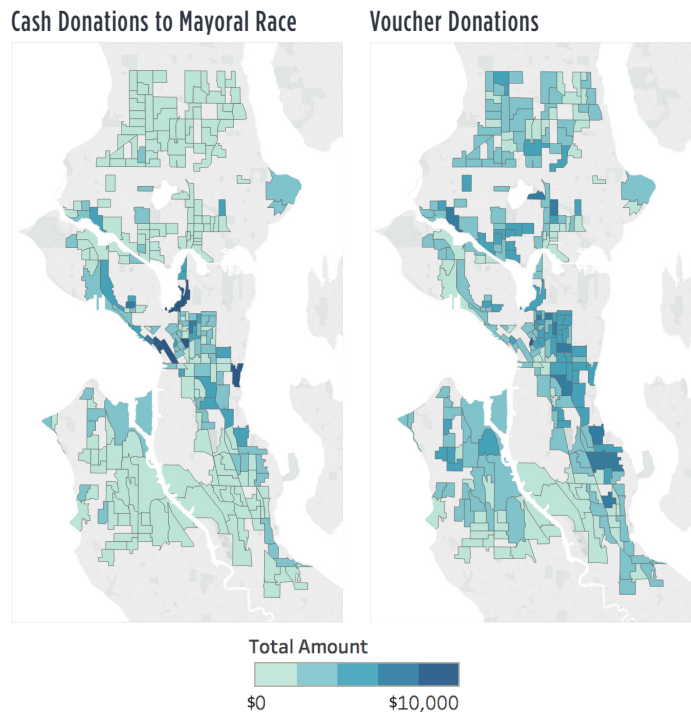 Cash Donations to Mayoral Race
Voucher Donations
Total Amount
$0
$10,000